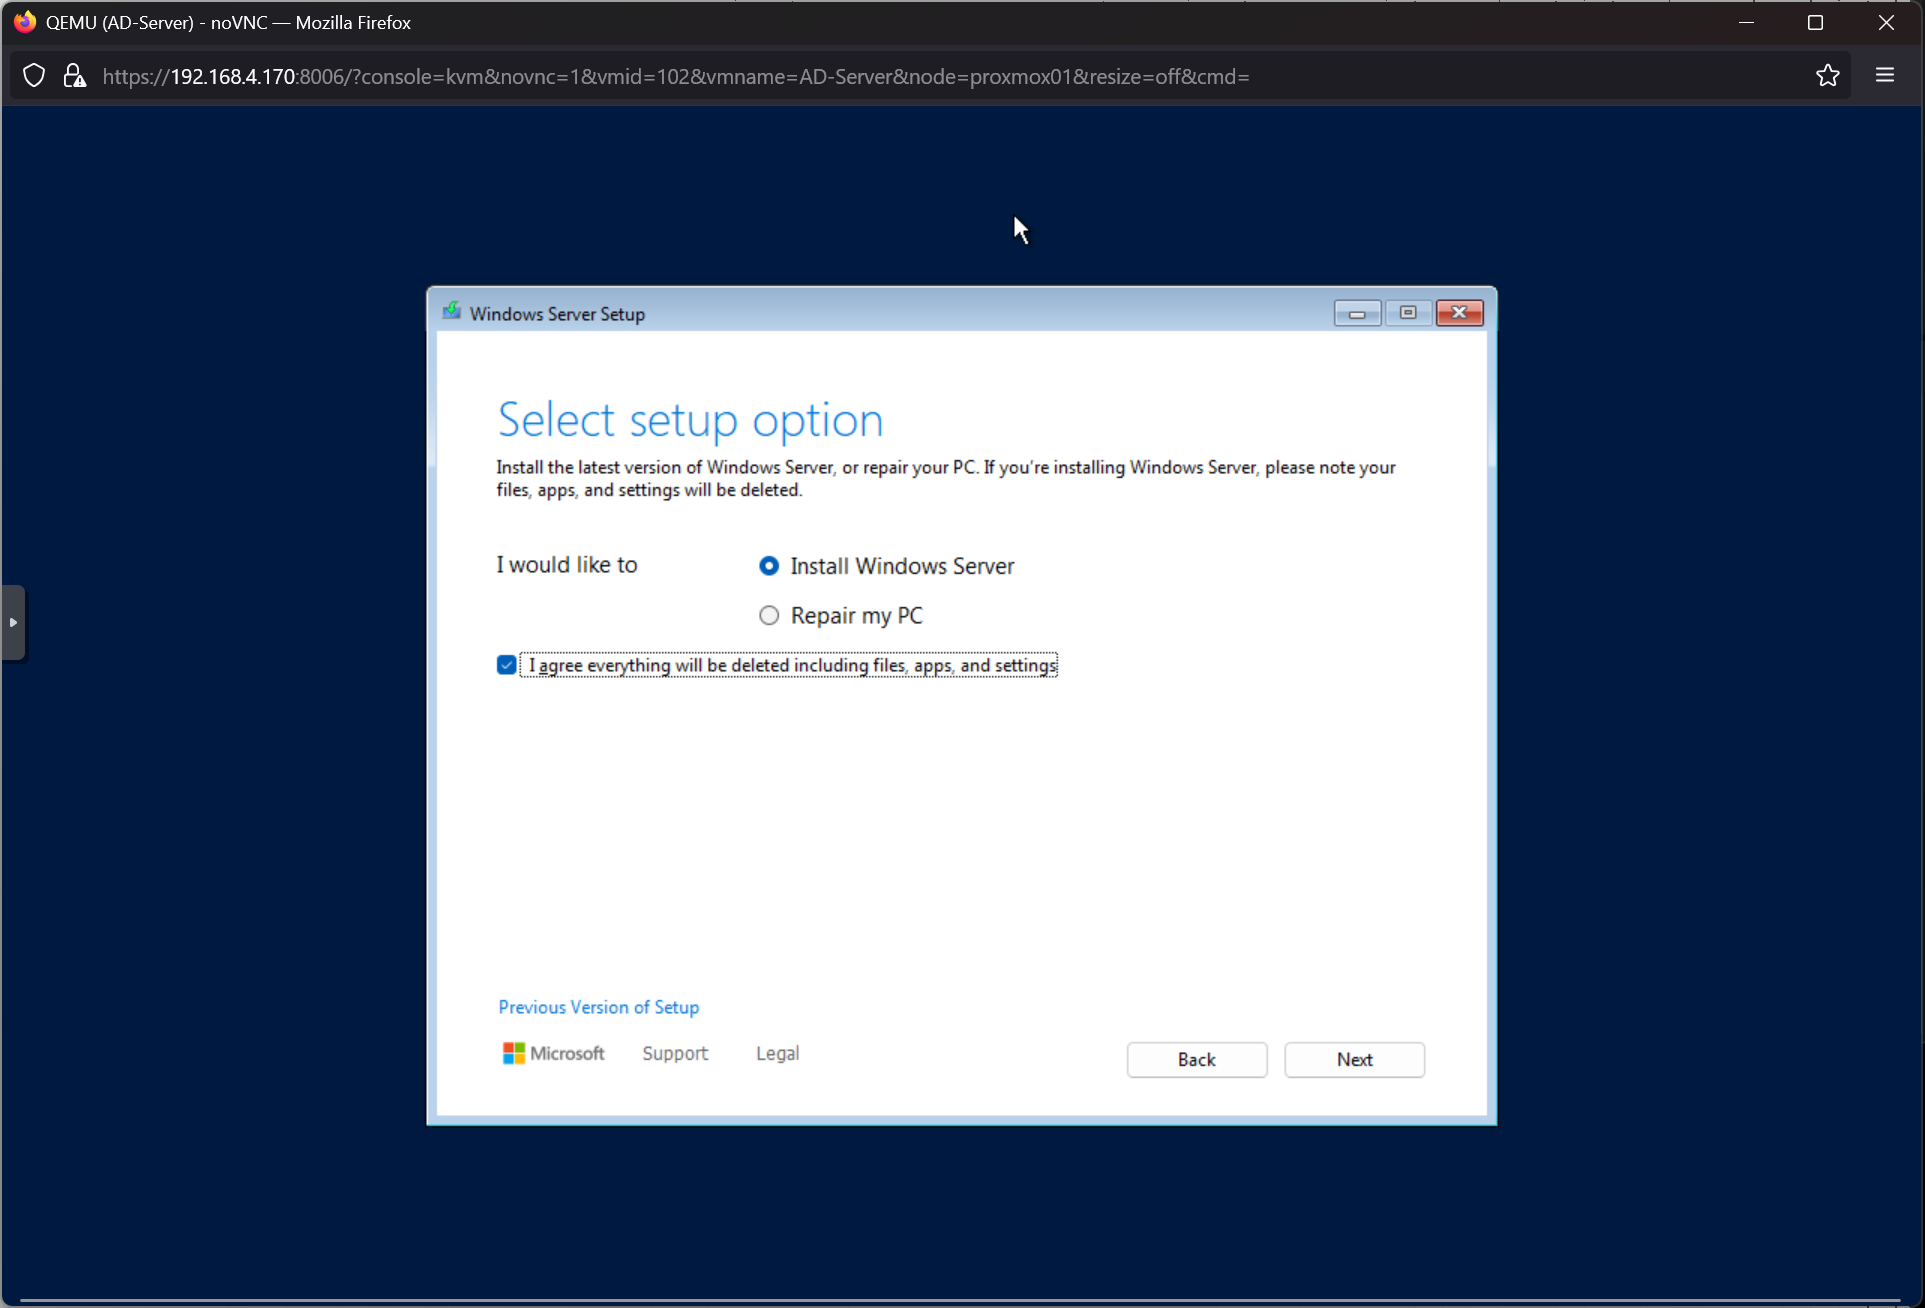 QEMU (AD-Server) - noVNC — Mozilla Firefox
https://192.168.4.170:8006/?console=kvm&novnc=1&vmid=102&vmname=AD-Server&node=proxmox01&resize=off&cmd=
Windows Server Setup
Select setup option
Install the latest version of Windows Server, or repair your PC. If you're installing Windows Server, please note your
files, apps, and settings will be deleted.
I would like to
Install Windows Server
Repair my PC
I agree everything will be deleted including files, apps, and settings
Previous Version of Setup
Microsoft Support Legal
Back Next